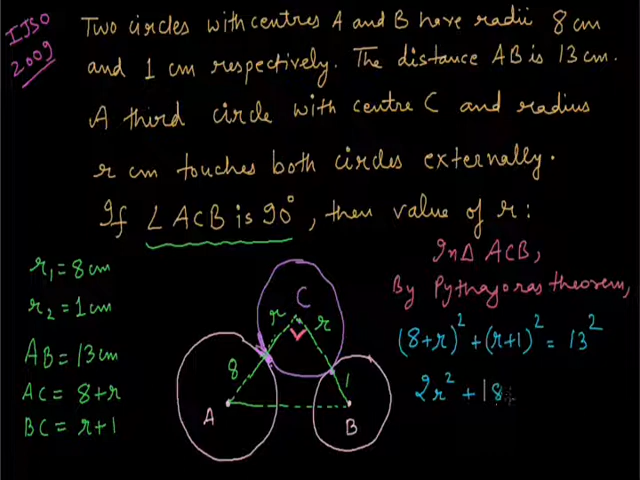 IJSO
2009
Two circles with centres A and B have radii 8 cm
and 1 cm respectively. The distance AB is 13 cm.
A third circle with centre C and radius
r cm touches both circles externally.
If ∠ACB is 90°, then value of r:
r₁ = 8 cm
r₂ = 1 cm
AB = 13 cm
AC = 8 + r
BC = r + 1
C
r
r
8
1
A
B
In Δ ACB,
By Pythagoras theorem,
(8+r)² + (r+1)² = 13²
2r² + 18